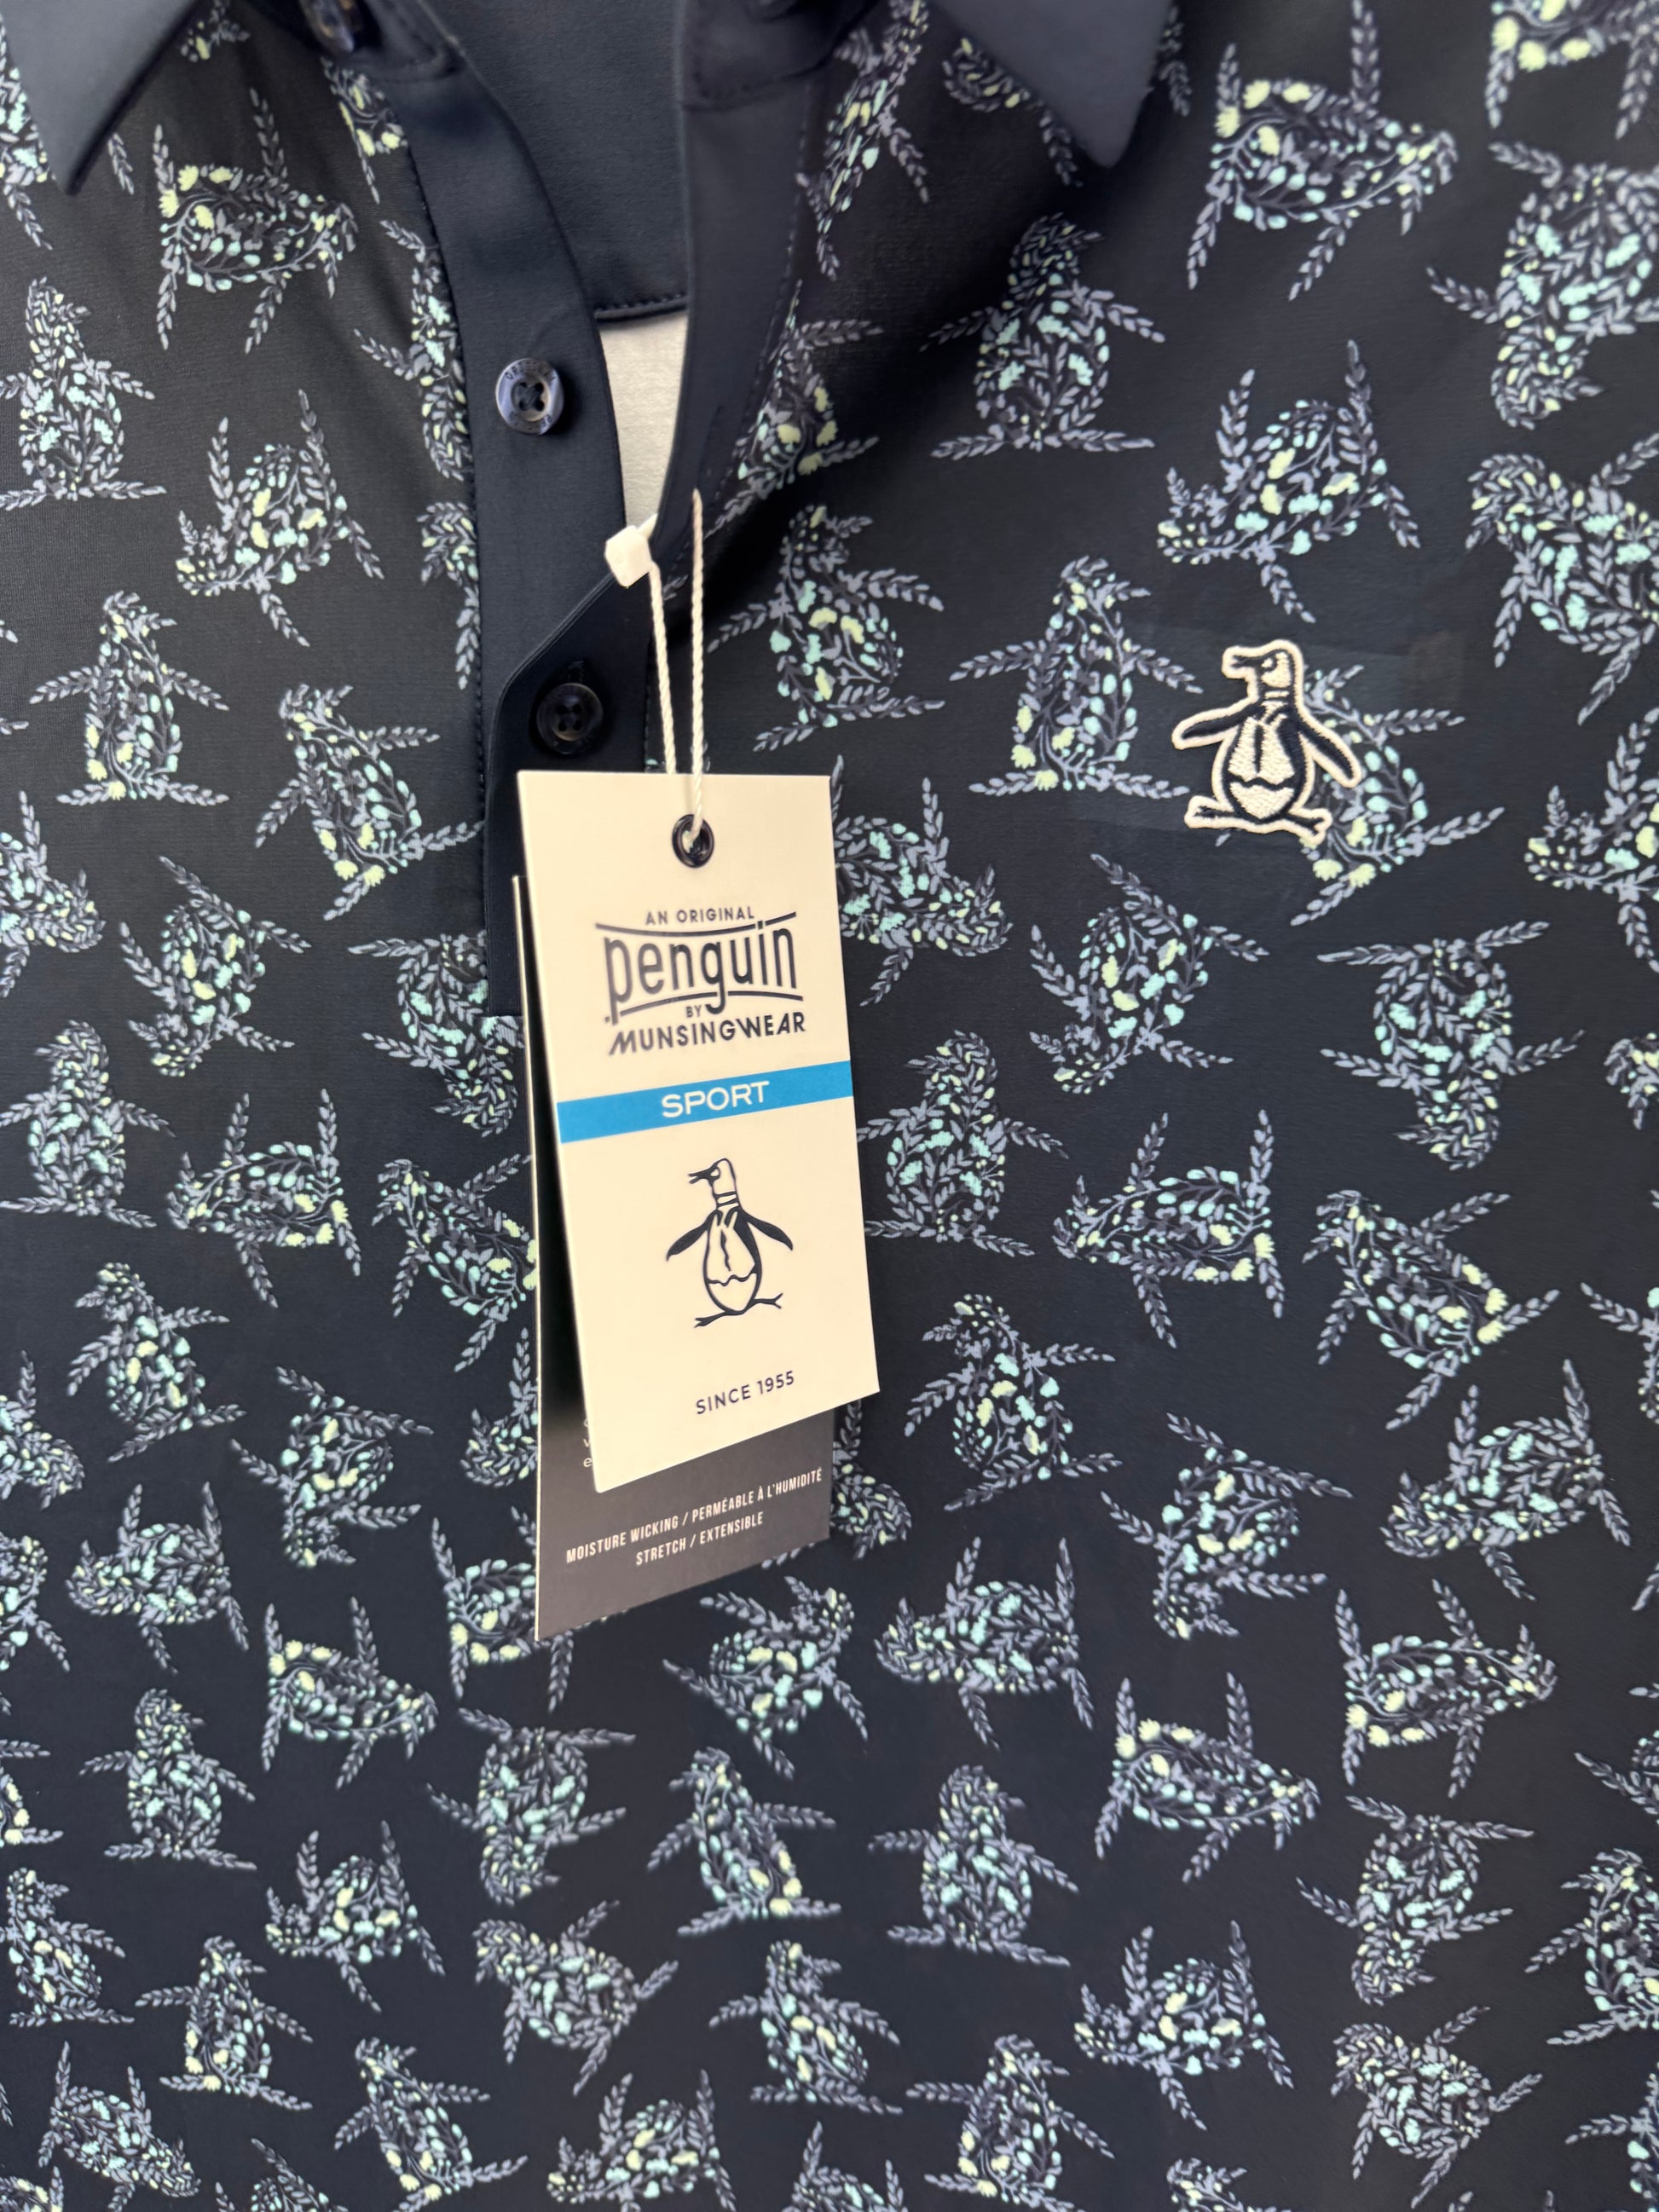 AN ORIGINAL
penguin
BY
MUNSINGWEAR
SPORT
SINCE 1955
MOISTURE WICKING / PERMÉABLE À L'HUMIDITÉ
STRETCH / EXTENSIBLE